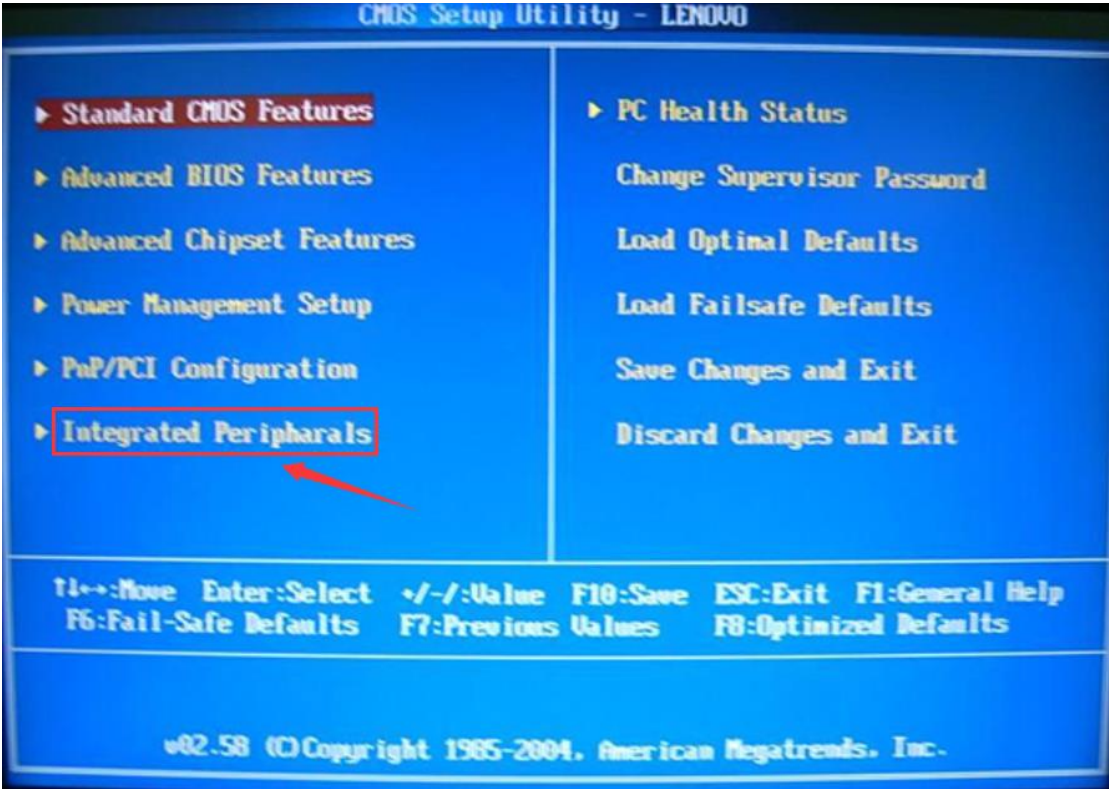 CMOS Setup Utility - LENOVO
Standard CMOS Features
Advanced BIOS Features
Advanced Chipset Features
Power Management Setup
PnP/PCI Configuration
Integrated Peripharals
PC Health Status
Change Supervisor Password
Load Optimal Defaults
Load Failsafe Defaults
Save Changes and Exit
Discard Changes and Exit
↑↓←→:Move Enter:Select +/-/:Value F10:Save ESC:Exit F1:General Help
F6:Fail-Safe Defaults F7:Previous Values F8:Optimized Defaults
v02.58 (C)Copyright 1985-2004, American Megatrends, Inc.